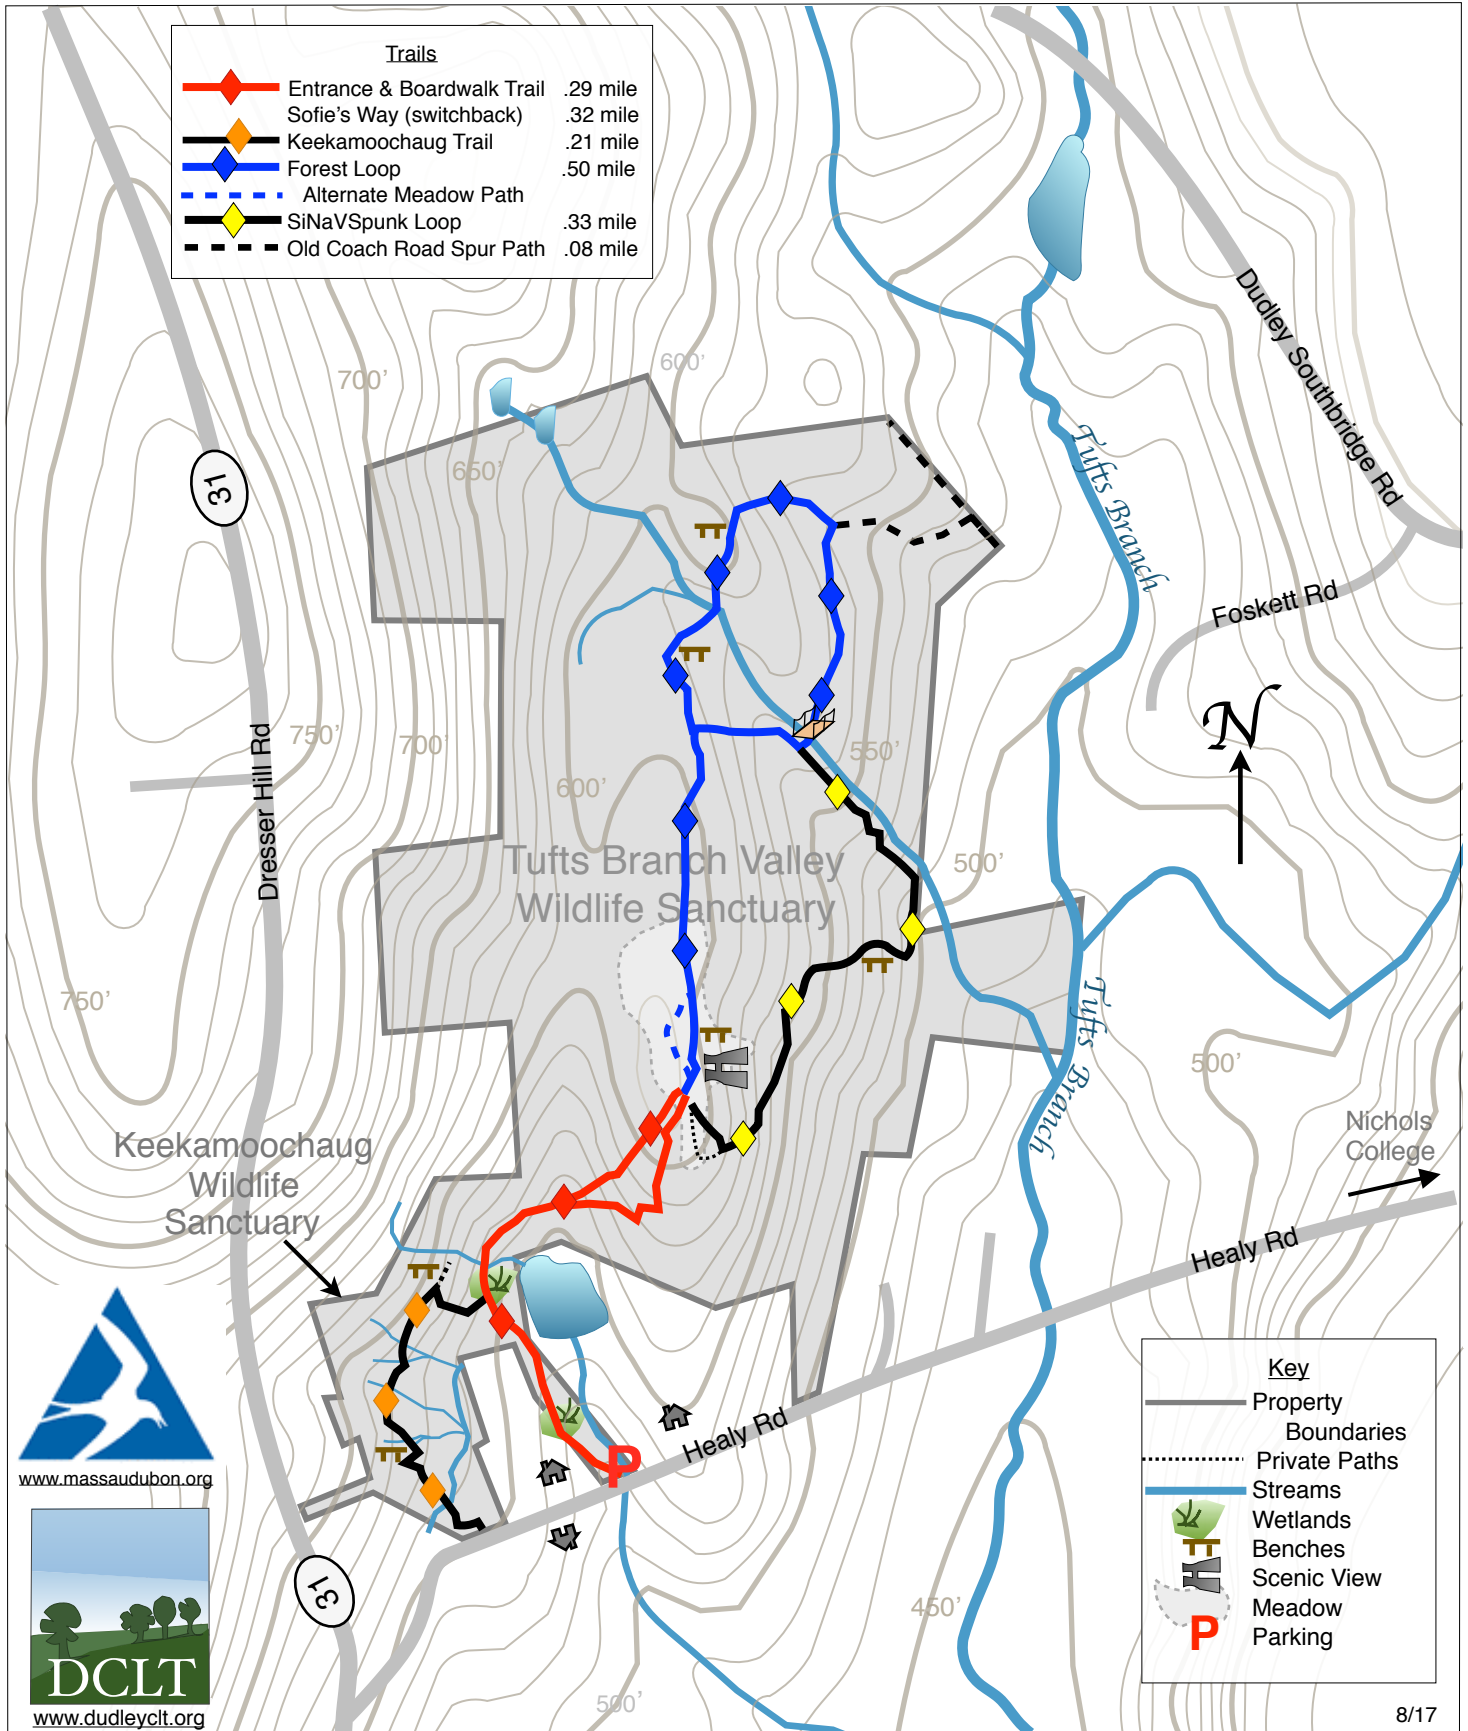 Trails
Entrance & Boardwalk Trail .29 mile
Sofie's Way (switchback) .32 mile
Keekamoochaug Trail .21 mile
Forest Loop .50 mile
Alternate Meadow Path
SiNaVSpunk Loop .33 mile
Old Coach Road Spur Path .08 mile
Dudley Southbridge Rd
700'
600'
650'
31
Tufts Branch
Foskett Rd
N
Dresser Hill Rd
750'
700'
550'
600'
Tufts Branch Valley
Wildlife Sanctuary
500'
750'
Tufts Branch
500'
Nichols
College
Keekamoochaug
Wildlife
Sanctuary
Healy Rd
Healy Rd
P
www.massaudubon.org
31
DCLT
www.dudleyclt.org
450'
500'
Key
Property
Boundaries
Private Paths
Streams
Wetlands
Benches
Scenic View
Meadow
P Parking
8/17